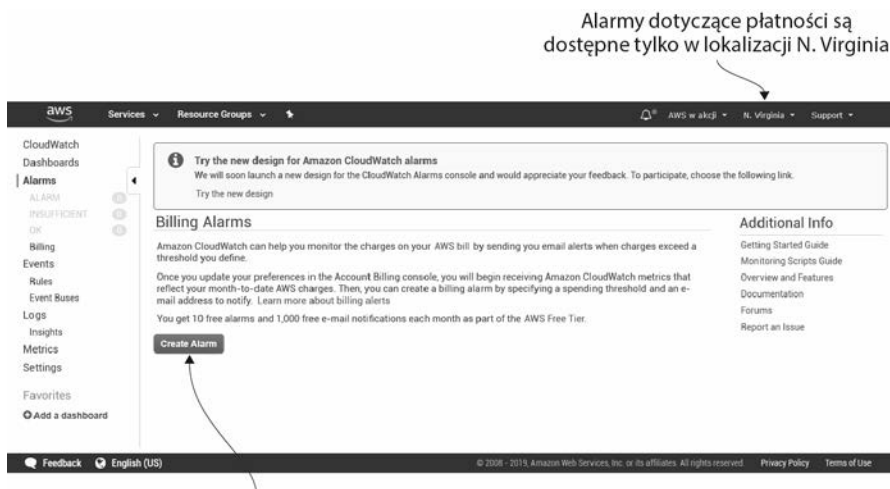 Alarmy dotyczące płatności są
dostępne tylko w lokalizacji N. Virginia
aws
Services
Resource Groups
AWS w akcji
N. Virginia
Support
CloudWatch
Dashboards
Alarms
ALARM 0
INSUFFICIENT 0
OK 0
Billing
Events
Rules
Event Buses
Logs
Insights
Metrics
Settings
Favorites
Add a dashboard
Try the new design for Amazon CloudWatch alarms
We will soon launch a new design for the CloudWatch Alarms console and would appreciate your feedback. To participate, choose the following link.
Try the new design
Billing Alarms
Amazon CloudWatch can help you monitor the charges on your AWS bill by sending you email alerts when charges exceed a
threshold you define.
Once you update your preferences in the Account Billing console, you will begin receiving Amazon CloudWatch metrics that
reflect your month-to-date AWS charges. Then, you can create a billing alarm by specifying a spending threshold and an e-
mail address to notify. Learn more about billing alerts
You get 10 free alarms and 1,000 free e-mail notifications each month as part of the AWS Free Tier.
Create Alarm
Additional Info
Getting Started Guide
Monitoring Scripts Guide
Overview and Features
Documentation
Forums
Report an Issue
Feedback
English (US)
© 2008 - 2019, Amazon Web Services, Inc. or its affiliates. All rights reserved.
Privacy Policy
Terms of Use